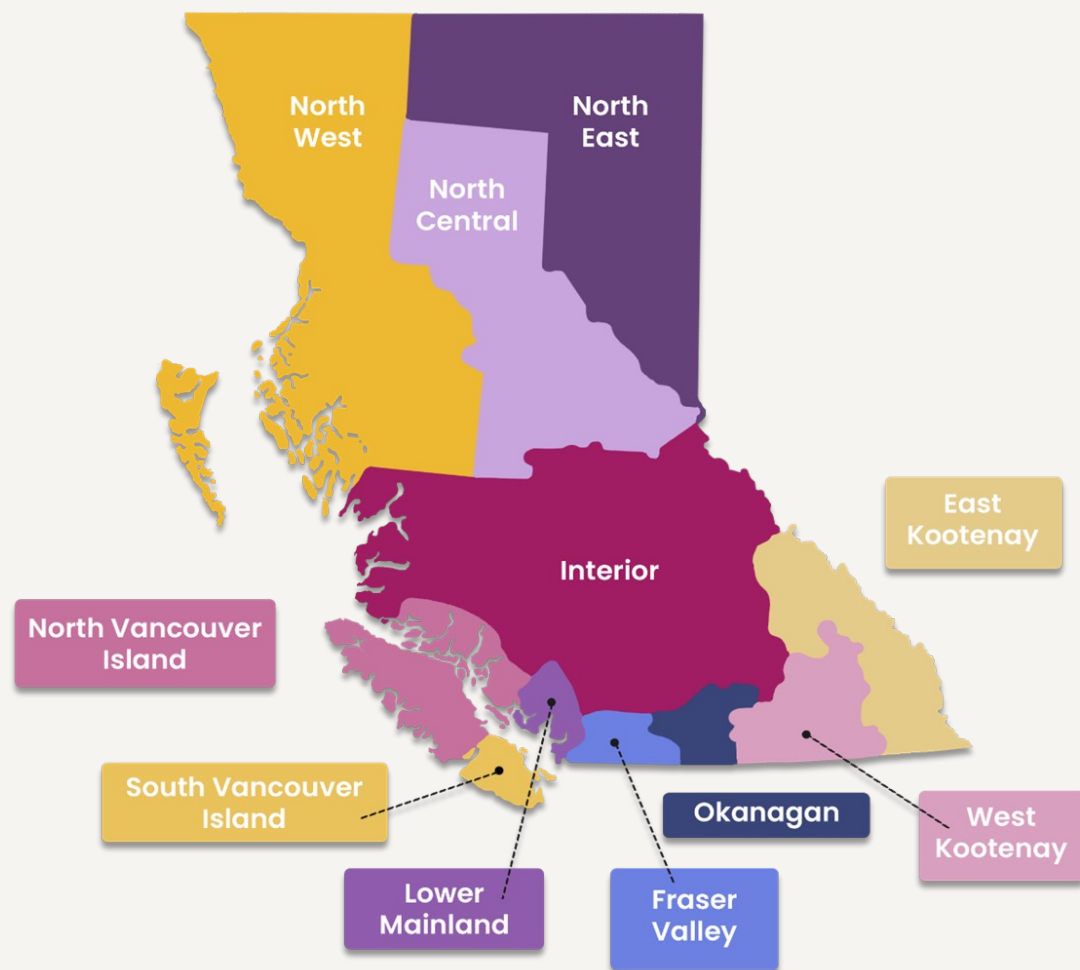 North
West
North
East
North
Central
East
Kootenay
Interior
North Vancouver
Island
South Vancouver
Island
Okanagan
West
Kootenay
Lower
Mainland
Fraser
Valley